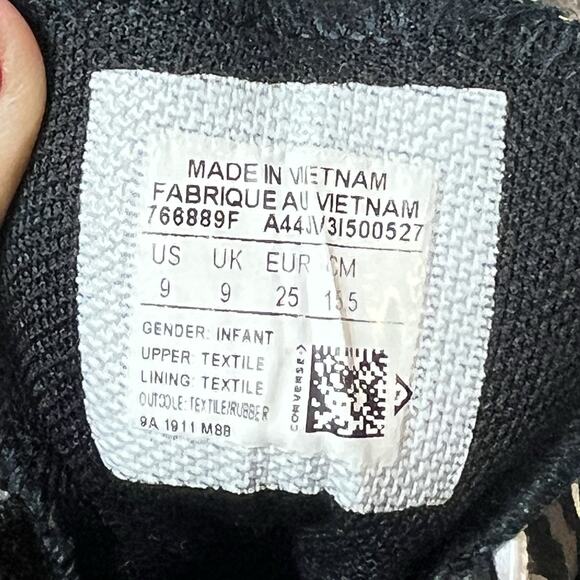 MADE IN VIETNAM
FABRIQUE AU VIETNAM
766889F A44JV3I500527
US UK EUR CM
9 9 25 15.5
GENDER: INFANT
UPPER: TEXTILE
LINING: TEXTILE
OUTSOLE: TEXTILE/RUBBER
9A 1911 M8B
CONVERSE